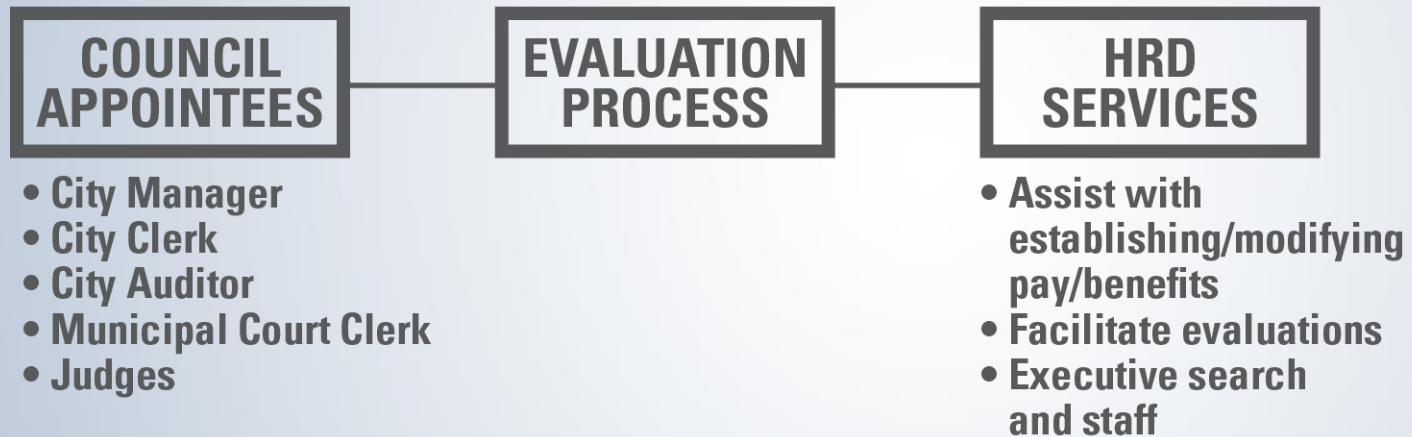 COUNCIL
APPOINTEES
• City Manager
• City Clerk
• City Auditor
• Municipal Court Clerk
• Judges
EVALUATION
PROCESS
HRD
SERVICES
• Assist with
establishing/modifying
pay/benefits
• Facilitate evaluations
• Executive search
and staff